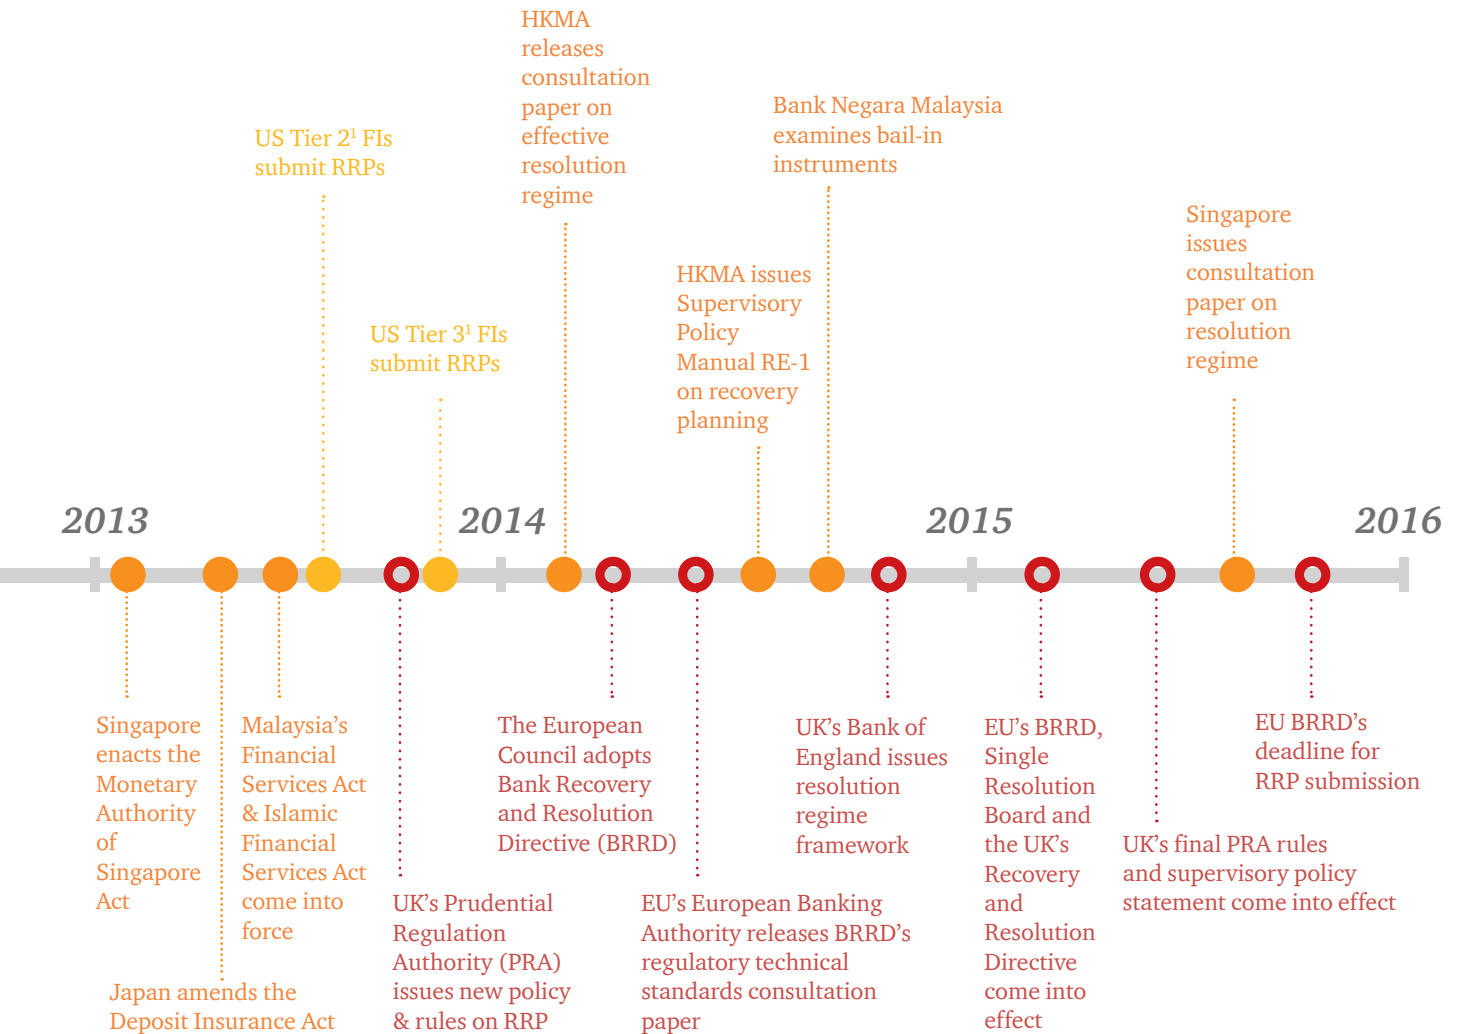 HKMA
releases
consultation
paper on
effective
resolution
regime
US Tier 2¹ FIs
submit RRPs
Bank Negara Malaysia
examines bail-in
instruments
US Tier 3¹ FIs
submit RRPs
HKMA issues
Supervisory
Policy
Manual RE-1
on recovery
planning
Singapore
issues
consultation
paper on
resolution
regime
2013
2014
2015
2016
Singapore
enacts the
Monetary
Authority
of
Singapore
Act
Japan amends the
Deposit Insurance Act
Malaysia’s
Financial
Services Act
& Islamic
Financial
Services Act
come into
force
UK’s Prudential
Regulation
Authority (PRA)
issues new policy
& rules on RRP
The European
Council adopts
Bank Recovery
and Resolution
Directive (BRRD)
EU’s European Banking
Authority releases BRRD’s
regulatory technical
standards consultation
paper
UK’s Bank of
England issues
resolution
regime
framework
EU’s BRRD,
Single
Resolution
Board and
the UK’s
Recovery
and
Resolution
Directive
come into
effect
UK’s final PRA rules
and supervisory policy
statement come into effect
EU BRRD’s
deadline for
RRP submission